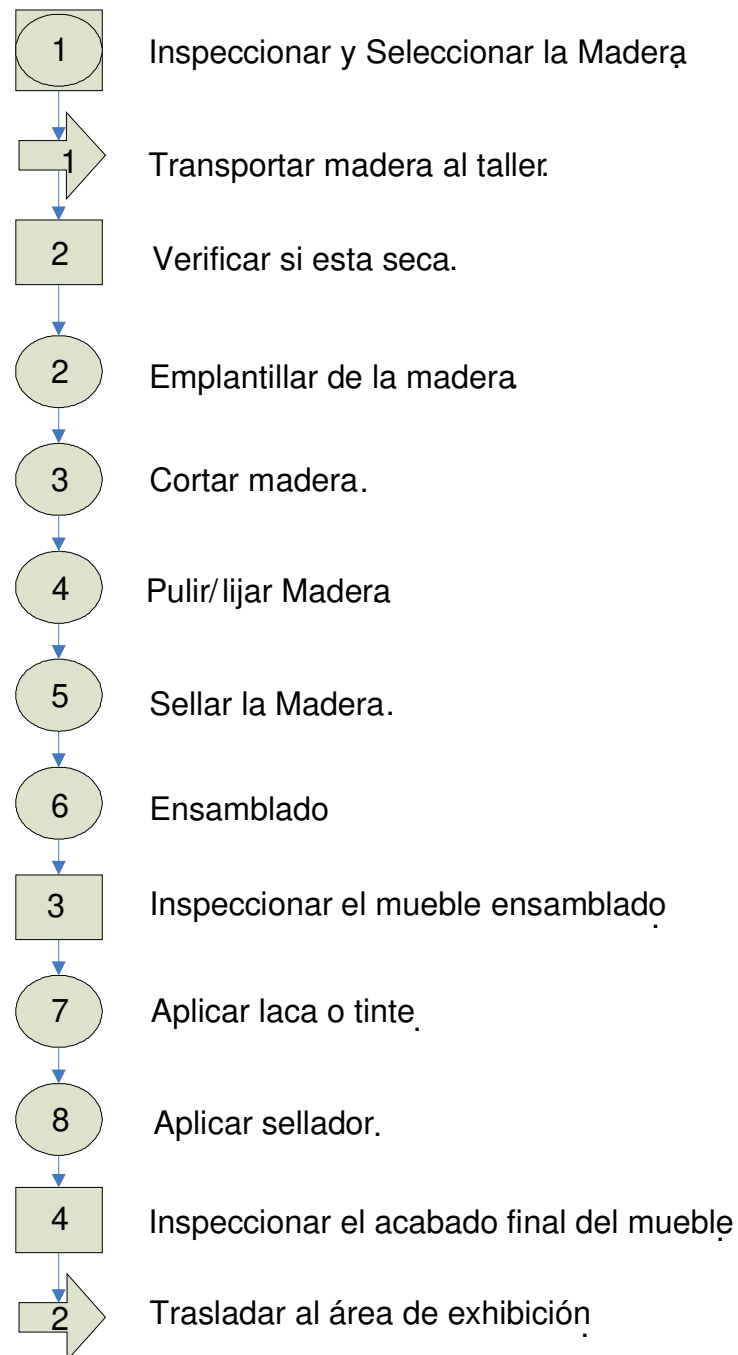 1 Inspeccionar y Seleccionar la Madera.
1 Transportar madera al taller.
2 Verificar si esta seca.
2 Emplantillar de la madera.
3 Cortar madera.
4 Pulir/lijar Madera
5 Sellar la Madera.
6 Ensamblado
3 Inspeccionar el mueble ensamblado.
7 Aplicar laca o tinte.
8 Aplicar sellador.
4 Inspeccionar el acabado final del mueble.
2 Trasladar al área de exhibición.